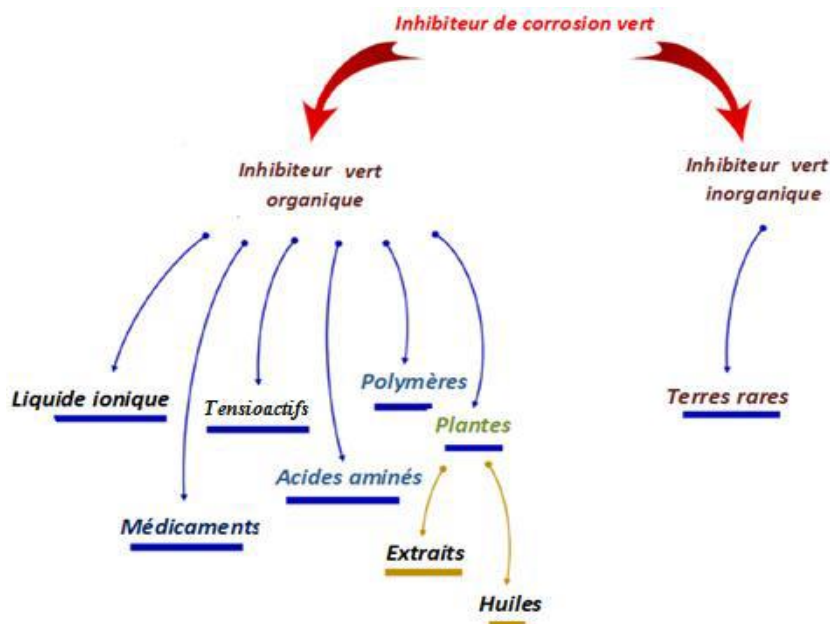 Inhibiteur de corrosion vert
Inhibiteur vert
organique
Inhibiteur vert
inorganique
Liquide ionique
Tensioactifs
Polymères
Plantes
Terres rares
Acides aminés
Médicaments
Extraits
Huiles